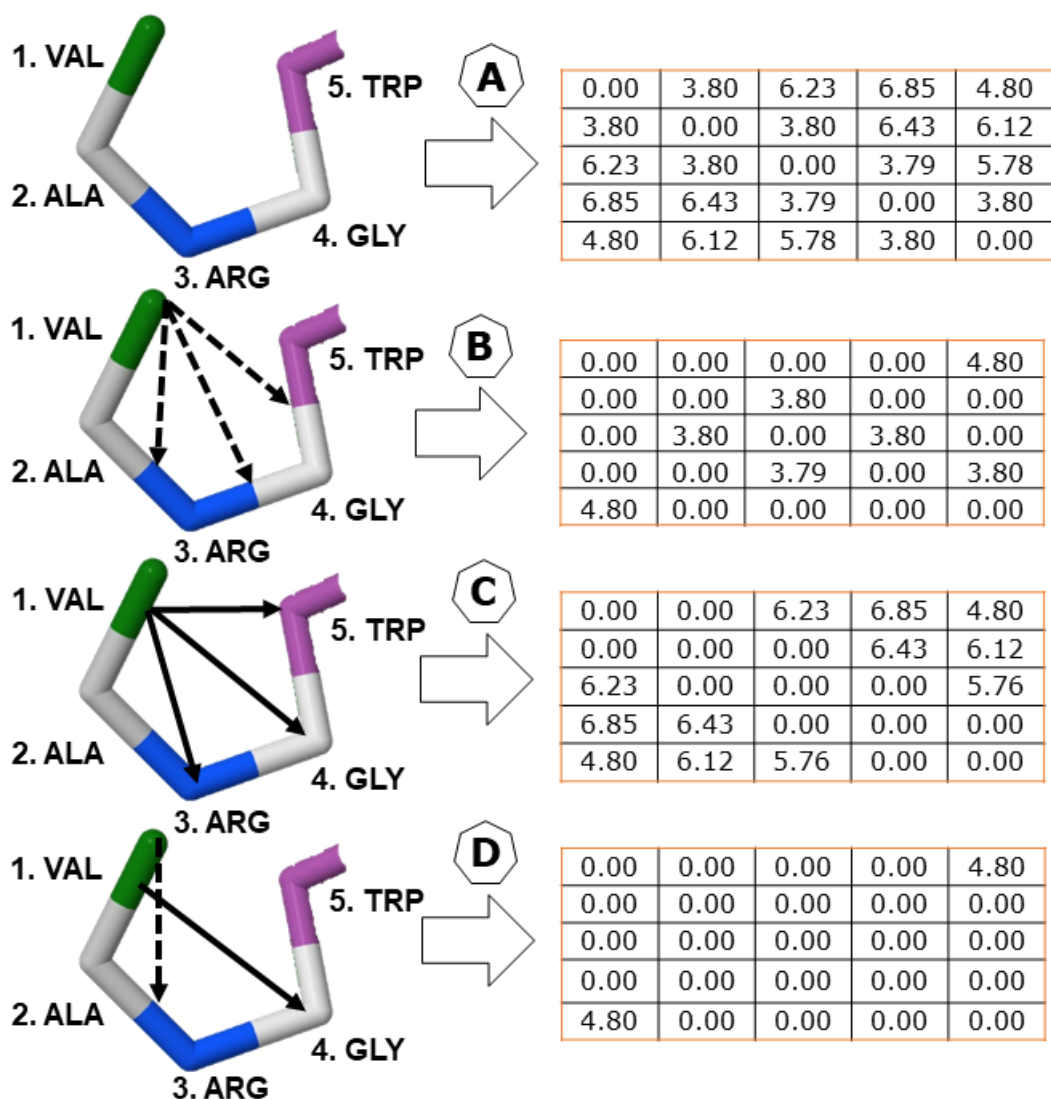 1. VAL
5. TRP
2. ALA
4. GLY
3. ARG
A
0.00 3.80 6.23 6.85 4.80
3.80 0.00 3.80 6.43 6.12
6.23 3.80 0.00 3.79 5.78
6.85 6.43 3.79 0.00 3.80
4.80 6.12 5.78 3.80 0.00
1. VAL
5. TRP
2. ALA
4. GLY
3. ARG
B
0.00 0.00 0.00 0.00 4.80
0.00 0.00 3.80 0.00 0.00
0.00 3.80 0.00 3.80 0.00
0.00 0.00 3.79 0.00 3.80
4.80 0.00 0.00 0.00 0.00
1. VAL
5. TRP
2. ALA
4. GLY
3. ARG
C
0.00 0.00 6.23 6.85 4.80
0.00 0.00 0.00 6.43 6.12
6.23 0.00 0.00 0.00 5.76
6.85 6.43 0.00 0.00 0.00
4.80 6.12 5.76 0.00 0.00
1. VAL
5. TRP
2. ALA
4. GLY
3. ARG
D
0.00 0.00 0.00 0.00 4.80
0.00 0.00 0.00 0.00 0.00
0.00 0.00 0.00 0.00 0.00
0.00 0.00 0.00 0.00 0.00
4.80 0.00 0.00 0.00 0.00